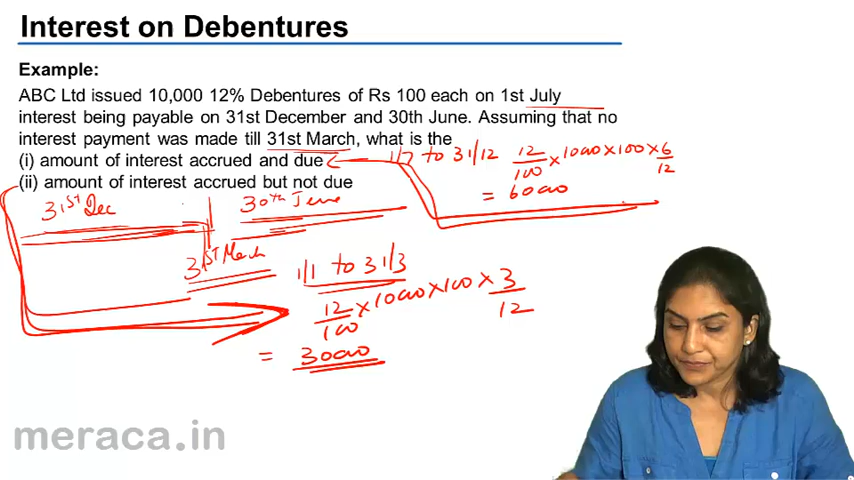 Interest on Debentures
Example:
ABC Ltd issued 10,000 12% Debentures of Rs 100 each on 1st July
interest being payable on 31st December and 30th June. Assuming that no
interest payment was made till 31st March, what is the
(i) amount of interest accrued and due
1/7 to 31/12 12/100 × 10000 × 100 × 6/12
= 60000
(ii) amount of interest accrued but not due
31ST Dec 30th June
31ST March
1/1 to 31/3
12/100 × 10000 × 100 × 3/12
= 30000
meraca.in